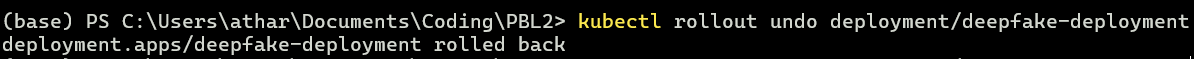 (base) PS C:\Users\athar\Documents\Coding\PBL2> kubectl rollout undo deployment/deepfake-deployment
deployment.apps/deepfake-deployment rolled back